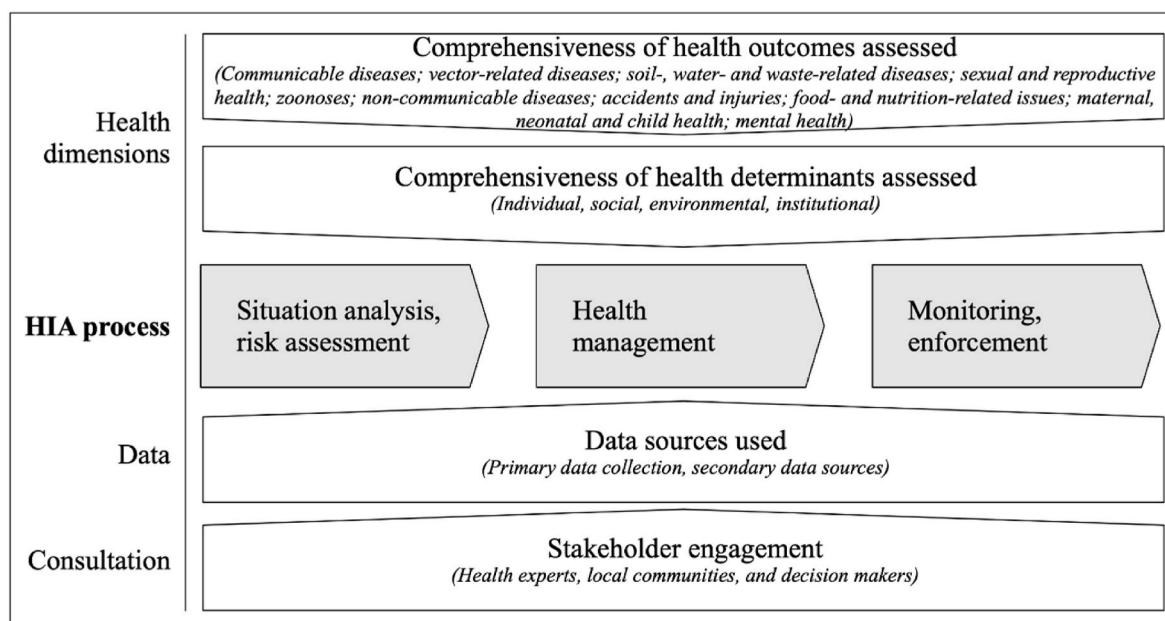 Health
dimensions
Comprehensiveness of health outcomes assessed
(Communicable diseases; vector-related diseases; soil-, water- and waste-related diseases; sexual and reproductive
health; zoonoses; non-communicable diseases; accidents and injuries; food- and nutrition-related issues; maternal,
neonatal and child health; mental health)
Comprehensiveness of health determinants assessed
(Individual, social, environmental, institutional)
HIA process
Situation analysis,
risk assessment
Health
management
Monitoring,
enforcement
Data
Data sources used
(Primary data collection, secondary data sources)
Consultation
Stakeholder engagement
(Health experts, local communities, and decision makers)